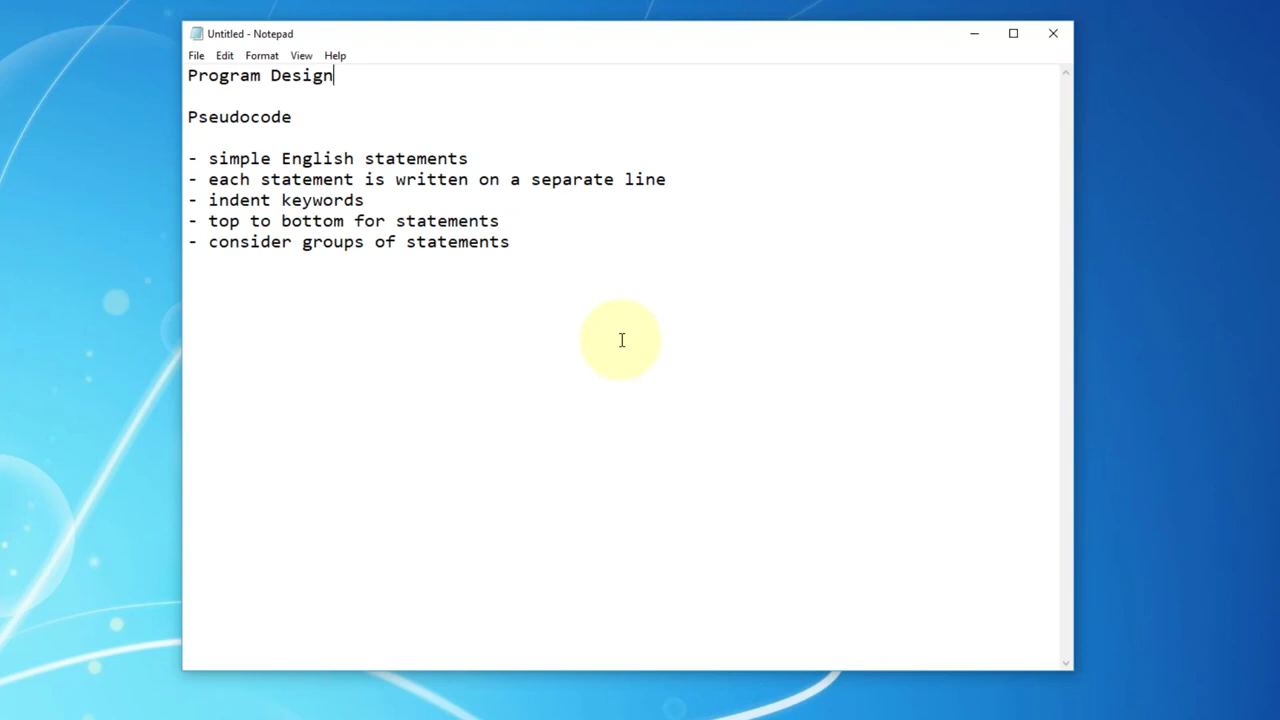 Untitled - Notepad
File Edit Format View Help
Program Design
Pseudocode
- simple English statements
- each statement is written on a separate line
- indent keywords
- top to bottom for statements
- consider groups of statements